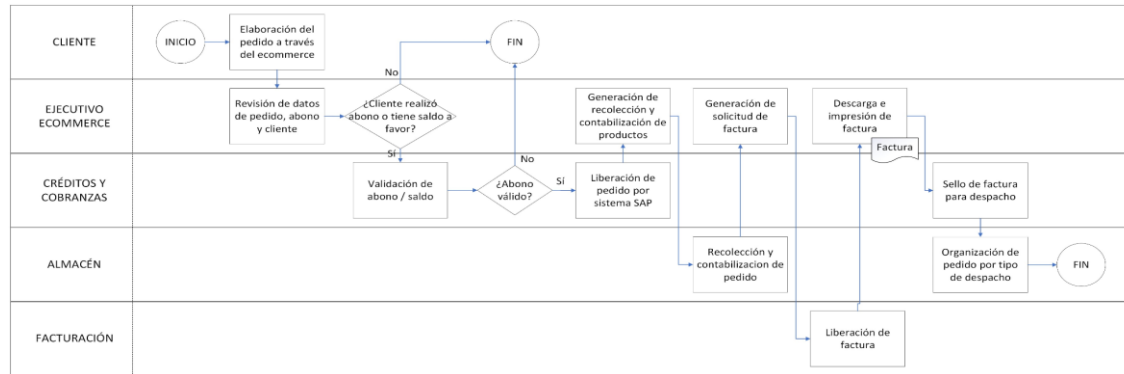 CLIENTE
INICIO
Elaboración del
pedido a través
del ecommerce
FIN
No
EJECUTIVO
ECOMMERCE
Revisión de datos
de pedido, abono
y cliente
¿Cliente realizó
abono o tiene saldo a
favor?
Generación de
recolección y
contabilización de
productos
Generación de
solicitud de
factura
Descarga e
impresión de
factura
Factura
Sí
No
CRÉDITOS Y
COBRANZAS
Validación de
abono / saldo
¿Abono
válido?
Sí
Liberación de
pedido por
sistema SAP
Sello de factura
para despacho
ALMACÉN
Recolección y
contabilizacion de
pedido
Organización de
pedido por tipo
de despacho
FIN
FACTURACIÓN
Liberación de
factura